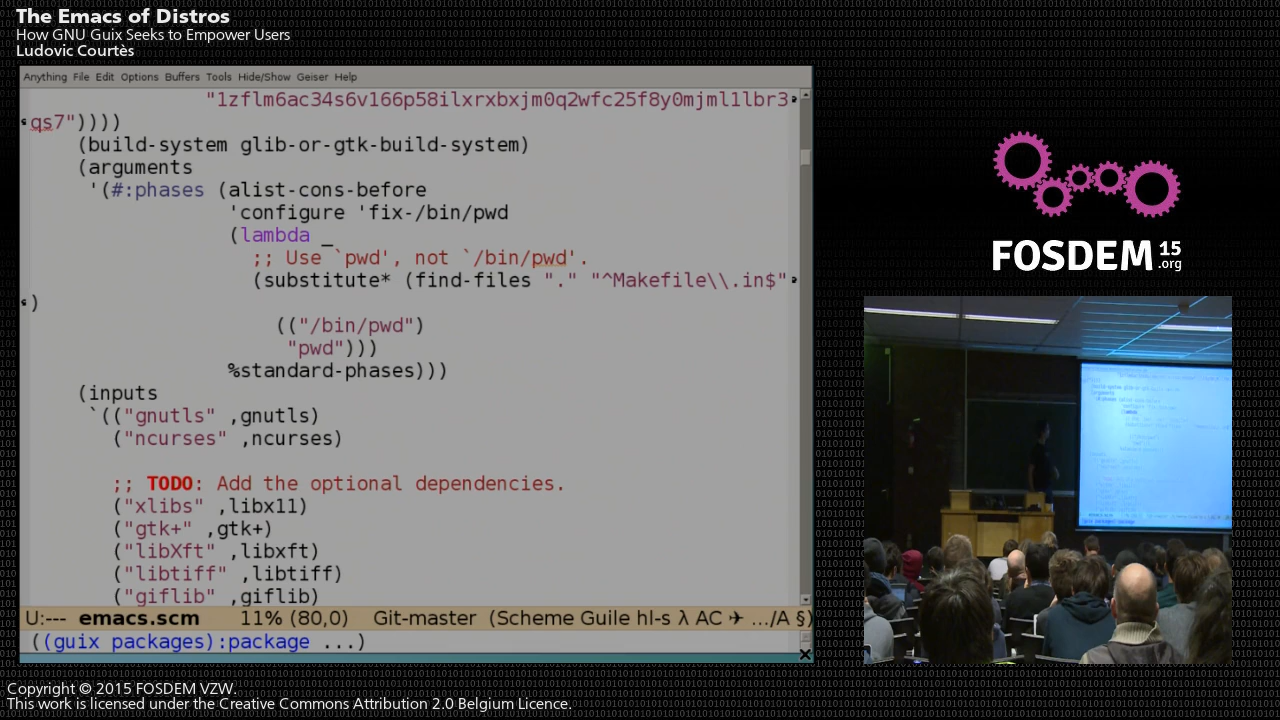 The Emacs of Distros
How GNU Guix Seeks to Empower Users
Ludovic Courtès
Anything File Edit Options Buffers Tools Hide/Show Geiser Help
"1zflm6ac34s6v166p58ilxrxbxjm0q2wfc25f8y0mjml1lbr3
qs7"))))
(build-system glib-or-gtk-build-system)
(arguments
'(#:phases (alist-cons-before
'configure 'fix-/bin/pwd
(lambda _
;; Use `pwd', not `/bin/pwd'.
(substitute* (find-files "." "^Makefile\\.in$"
)
(("/bin/pwd")
"pwd")))
%standard-phases)))
(inputs
`(("gnutls" ,gnutls)
("ncurses" ,ncurses)
;; TODO: Add the optional dependencies.
("xlibs" ,libx11)
("gtk+" ,gtk+)
("libXft" ,libxft)
("libtiff" ,libtiff)
("giflib" ,giflib)
U:--- emacs.scm 11% (80,0) Git-master (Scheme Guile hl-s λ AC ✈ .../A §)
((guix packages):package ...)
FOSDEM 15
.org
Copyright © 2015 FOSDEM VZW.
This work is licensed under the Creative Commons Attribution 2.0 Belgium Licence.